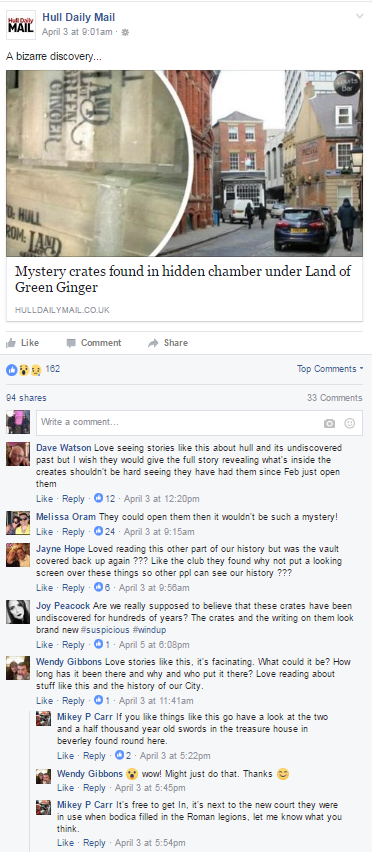 Hull Daily
MAIL
Hull Daily Mail
April 3 at 9:01am ·
A bizarre discovery...
LAND
GREEN
GINGER
TO: HULL
FROM: LAND
Bar
Mystery crates found in hidden chamber under Land of
Green Ginger
HULLDAILYMAIL.CO.UK
Like Comment Share
162 Top Comments
94 shares 33 Comments
Write a comment...
Dave Watson Love seeing stories like this about hull and its undiscovered
past but I wish they would give the full story revealing what's inside the
creates shouldn't be hard seeing they have had them since Feb just open
them
Like · Reply · 12 · April 3 at 12:20pm
Melissa Oram They could open them then it wouldn't be such a mystery!
Like · Reply · 24 · April 3 at 9:15am
Jayne Hope Loved reading this other part of our history but was the vault
covered back up again ??? Like the club they found why not put a looking
screen over these things so other ppl can see our history ???
Like · Reply · 6 · April 3 at 9:56am
Joy Peacock Are we really supposed to believe that these crates have been
undiscovered for hundreds of years? The crates and the writing on them look
brand new #suspicious #windup
Like · Reply · 1 · April 5 at 6:08pm
Wendy Gibbons Love stories like this, it's facinating. What could it be? How
long has it been there and why and who put it there? Love reading about
stuff like this and the history of our City.
Like · Reply · 1 · April 3 at 11:41am
Mikey P Carr If you like things like this go have a look at the two
and a half thousand year old swords in the treasure house in
beverley found round here.
Like · Reply · 2 · April 3 at 5:22pm
Wendy Gibbons 😮 wow! Might just do that. Thanks 😊
Like · Reply · April 3 at 5:45pm
Mikey P Carr It's free to get In, it's next to the new court they were
in use when bodica filled in the Roman legions, let me know what you
think.
Like · Reply · April 3 at 5:54pm